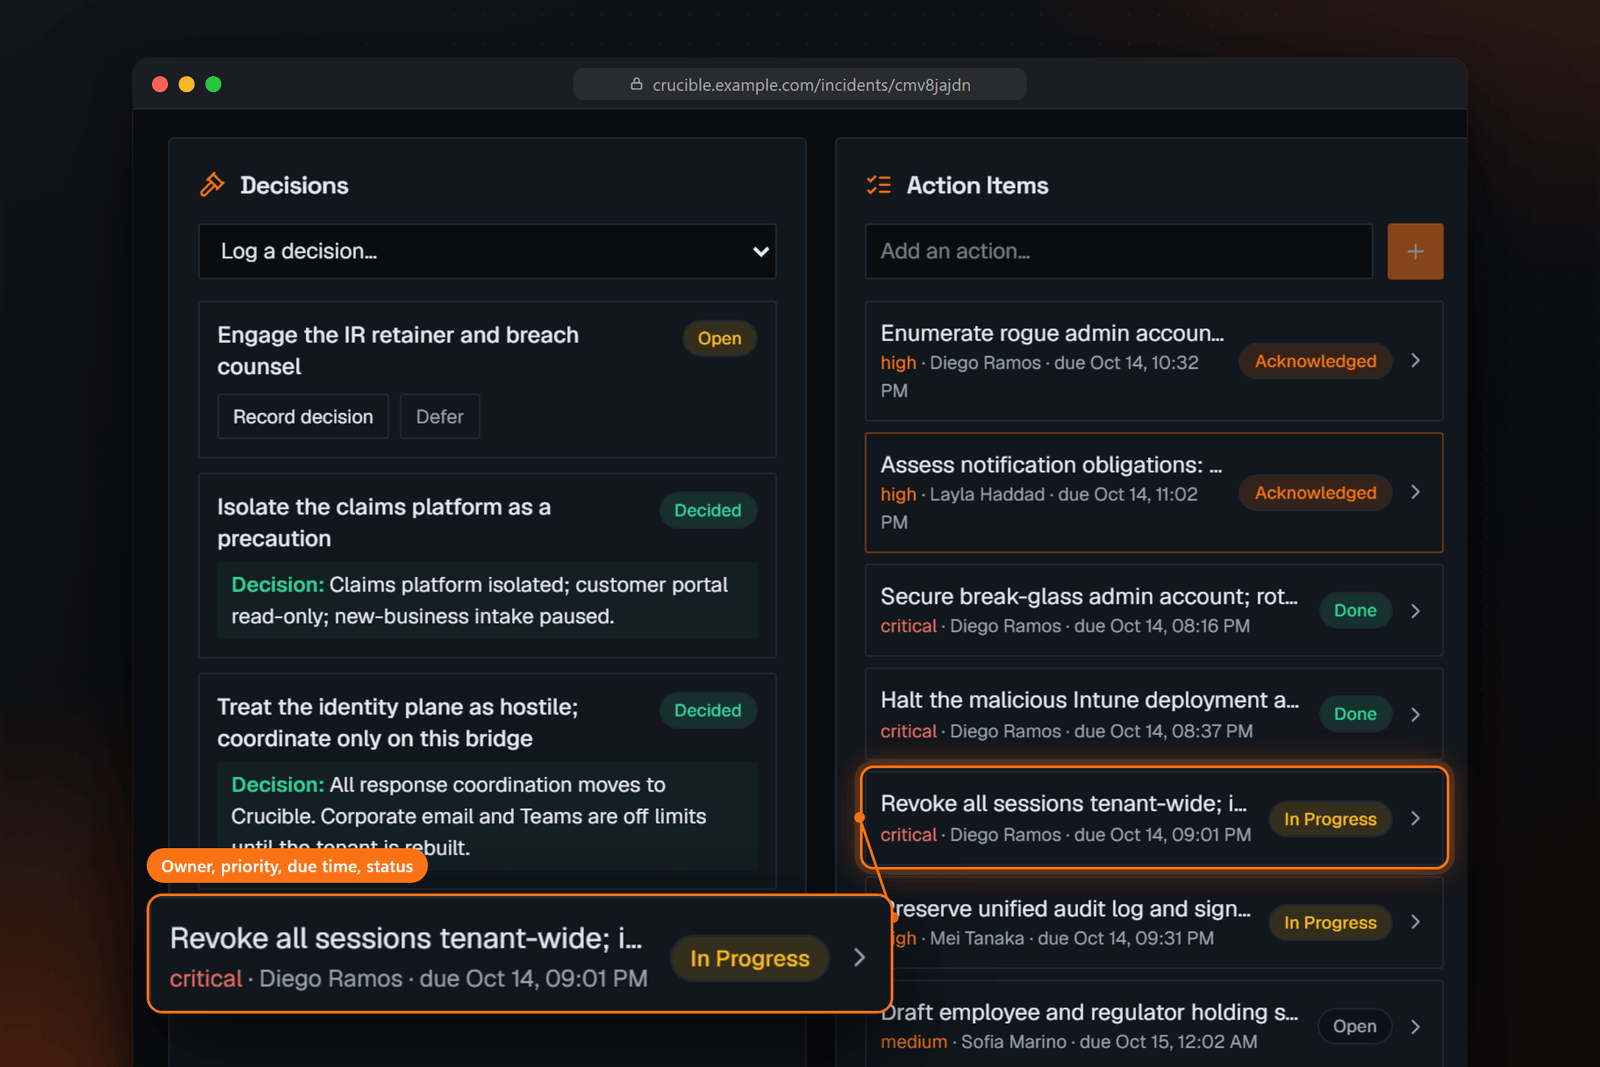 crucible.example.com/incidents/cmv8jajdn
Decisions
Log a decision...
Engage the IR retainer and breach
counsel
Open
Record decision
Defer
Isolate the claims platform as a
precaution
Decided
Decision: Claims platform isolated; customer portal
read-only; new-business intake paused.
Treat the identity plane as hostile;
coordinate only on this bridge
Decided
Decision: All response coordination moves to
Crucible. Corporate email and Teams are off limits
until the tenant is rebuilt.
Owner, priority, due time, status
Revoke all sessions tenant-wide; i...
critical · Diego Ramos · due Oct 14, 09:01 PM
In Progress
Action Items
Add an action...
+
Enumerate rogue admin accoun...
high · Diego Ramos · due Oct 14, 10:32
PM
Acknowledged
Assess notification obligations: ...
high · Layla Haddad · due Oct 14, 11:02
PM
Acknowledged
Secure break-glass admin account; rot...
critical · Diego Ramos · due Oct 14, 08:16 PM
Done
Halt the malicious Intune deployment a...
critical · Diego Ramos · due Oct 14, 08:37 PM
Done
Revoke all sessions tenant-wide; i...
critical · Diego Ramos · due Oct 14, 09:01 PM
In Progress
Preserve unified audit log and sign...
high · Mei Tanaka · due Oct 14, 09:31 PM
In Progress
Draft employee and regulator holding s...
medium · Sofia Marino · due Oct 15, 12:02 AM
Open